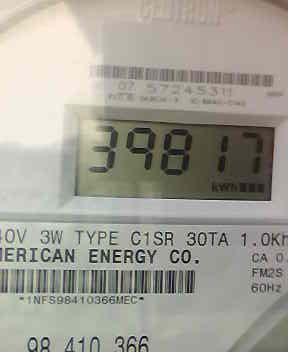 CENTRON
07 57245311
39817
kWh
40V 3W TYPE C1SR 30TA 1.0Kh
MERICAN ENERGY CO.
CA 0.
FM2S
60Hz
*1NFS98410366MEC*
98 410 366